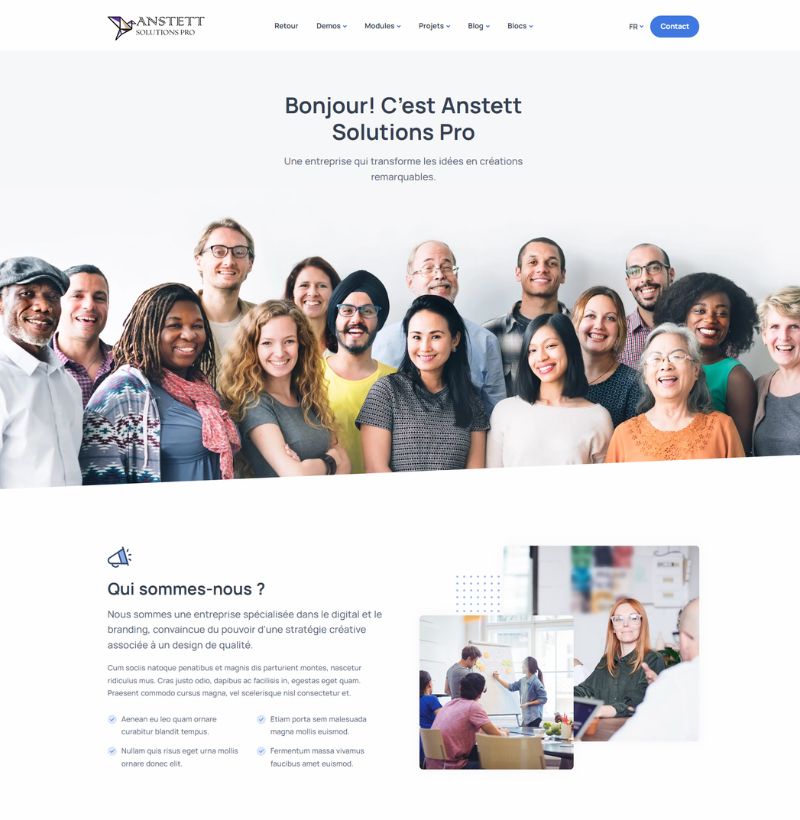 ANSTETT
SOLUTIONS PRO
Retour
Demos
Modules
Projets
Blog
Blocs
FR
Contact
Bonjour! C'est Anstett
Solutions Pro
Une entreprise qui transforme les idées en créations
remarquables.
Qui sommes-nous ?
Nous sommes une entreprise spécialisée dans le digital et le
branding, convaincue du pouvoir d'une stratégie créative
associée à un design de qualité.
Cum sociis natoque penatibus et magnis dis parturient montes, nascetur
ridiculus mus. Cras justo odio, dapibus ac facilisis in, egestas eget quam.
Praesent commodo cursus magna, vel scelerisque nisl consectetur et.
Aenean eu leo quam ornare
curabitur blandit tempus.
Nullam quis risus eget urna mollis
ornare donec elit.
Etiam porta sem malesuada
magna mollis euismod.
Fermentum massa vivamus
faucibus amet euismod.